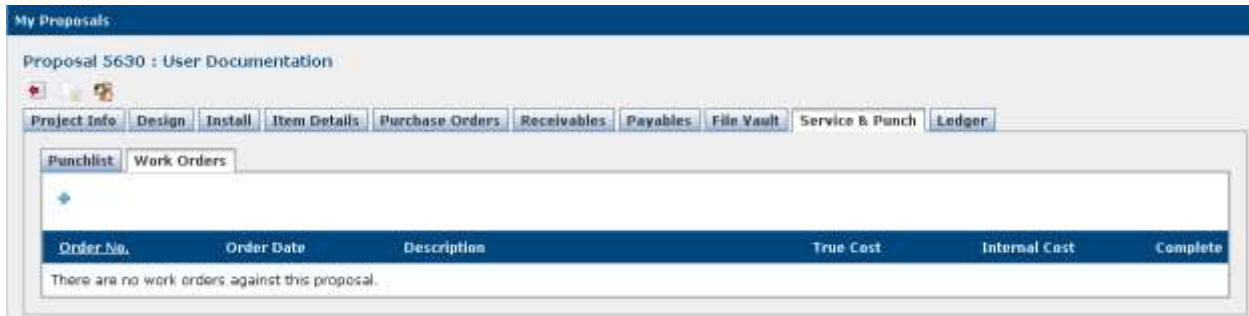 My Proposals
Proposal 5630 : User Documentation
Project Info Design Install Item Details Purchase Orders Receivables Payables File Vault Service & Punch Ledger
Punchlist Work Orders
Order No. Order Date Description True Cost Internal Cost Complete
There are no work orders against this proposal.